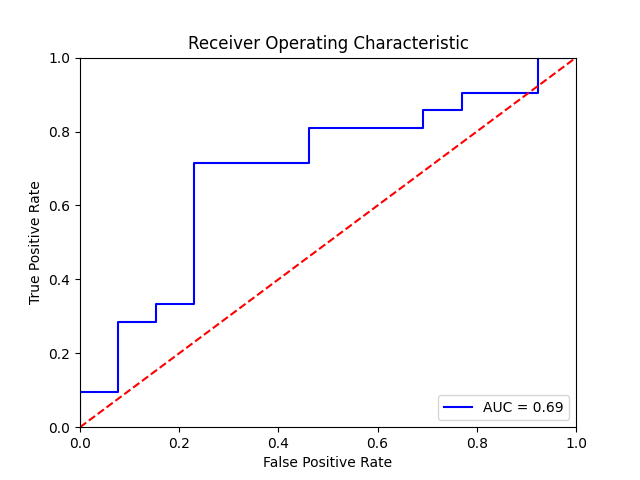 Receiver Operating Characteristic
True Positive Rate
1.0
0.8
0.6
0.4
0.2
0.0
AUC = 0.69
0.0 0.2 0.4 0.6 0.8 1.0
False Positive Rate